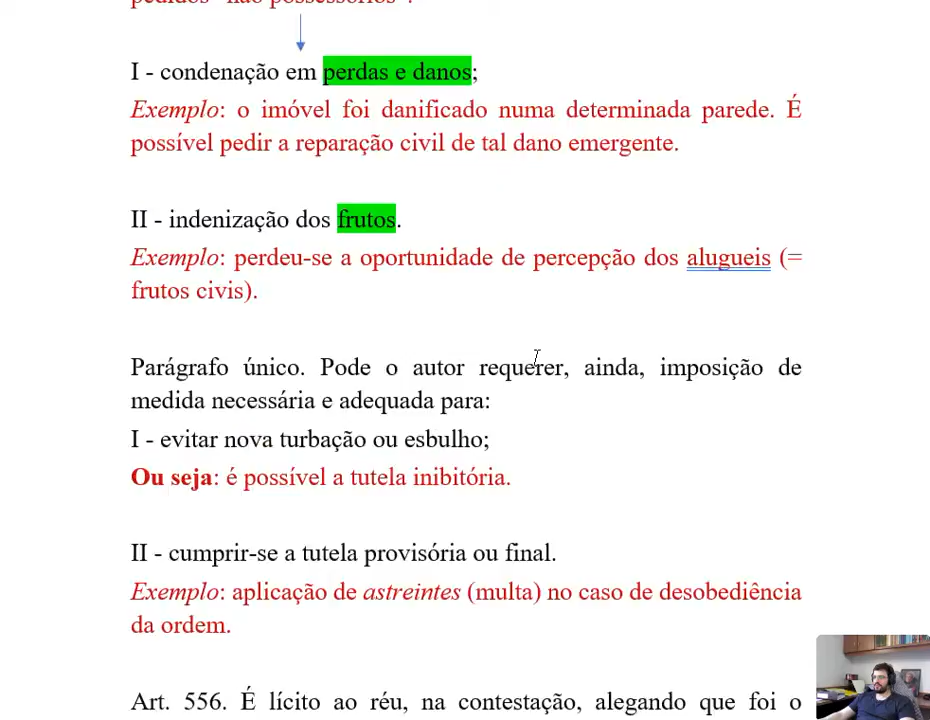 pedidos "não possessórios".
I - condenação em perdas e danos;
Exemplo: o imóvel foi danificado numa determinada parede. É
possível pedir a reparação civil de tal dano emergente.
II - indenização dos frutos.
Exemplo: perdeu-se a oportunidade de percepção dos alugueis (=
frutos civis).
Parágrafo único. Pode o autor requerer, ainda, imposição de
medida necessária e adequada para:
I - evitar nova turbação ou esbulho;
Ou seja: é possível a tutela inibitória.
II - cumprir-se a tutela provisória ou final.
Exemplo: aplicação de astreintes (multa) no caso de desobediência
da ordem.
Art. 556. É lícito ao réu, na contestação, alegando que foi o